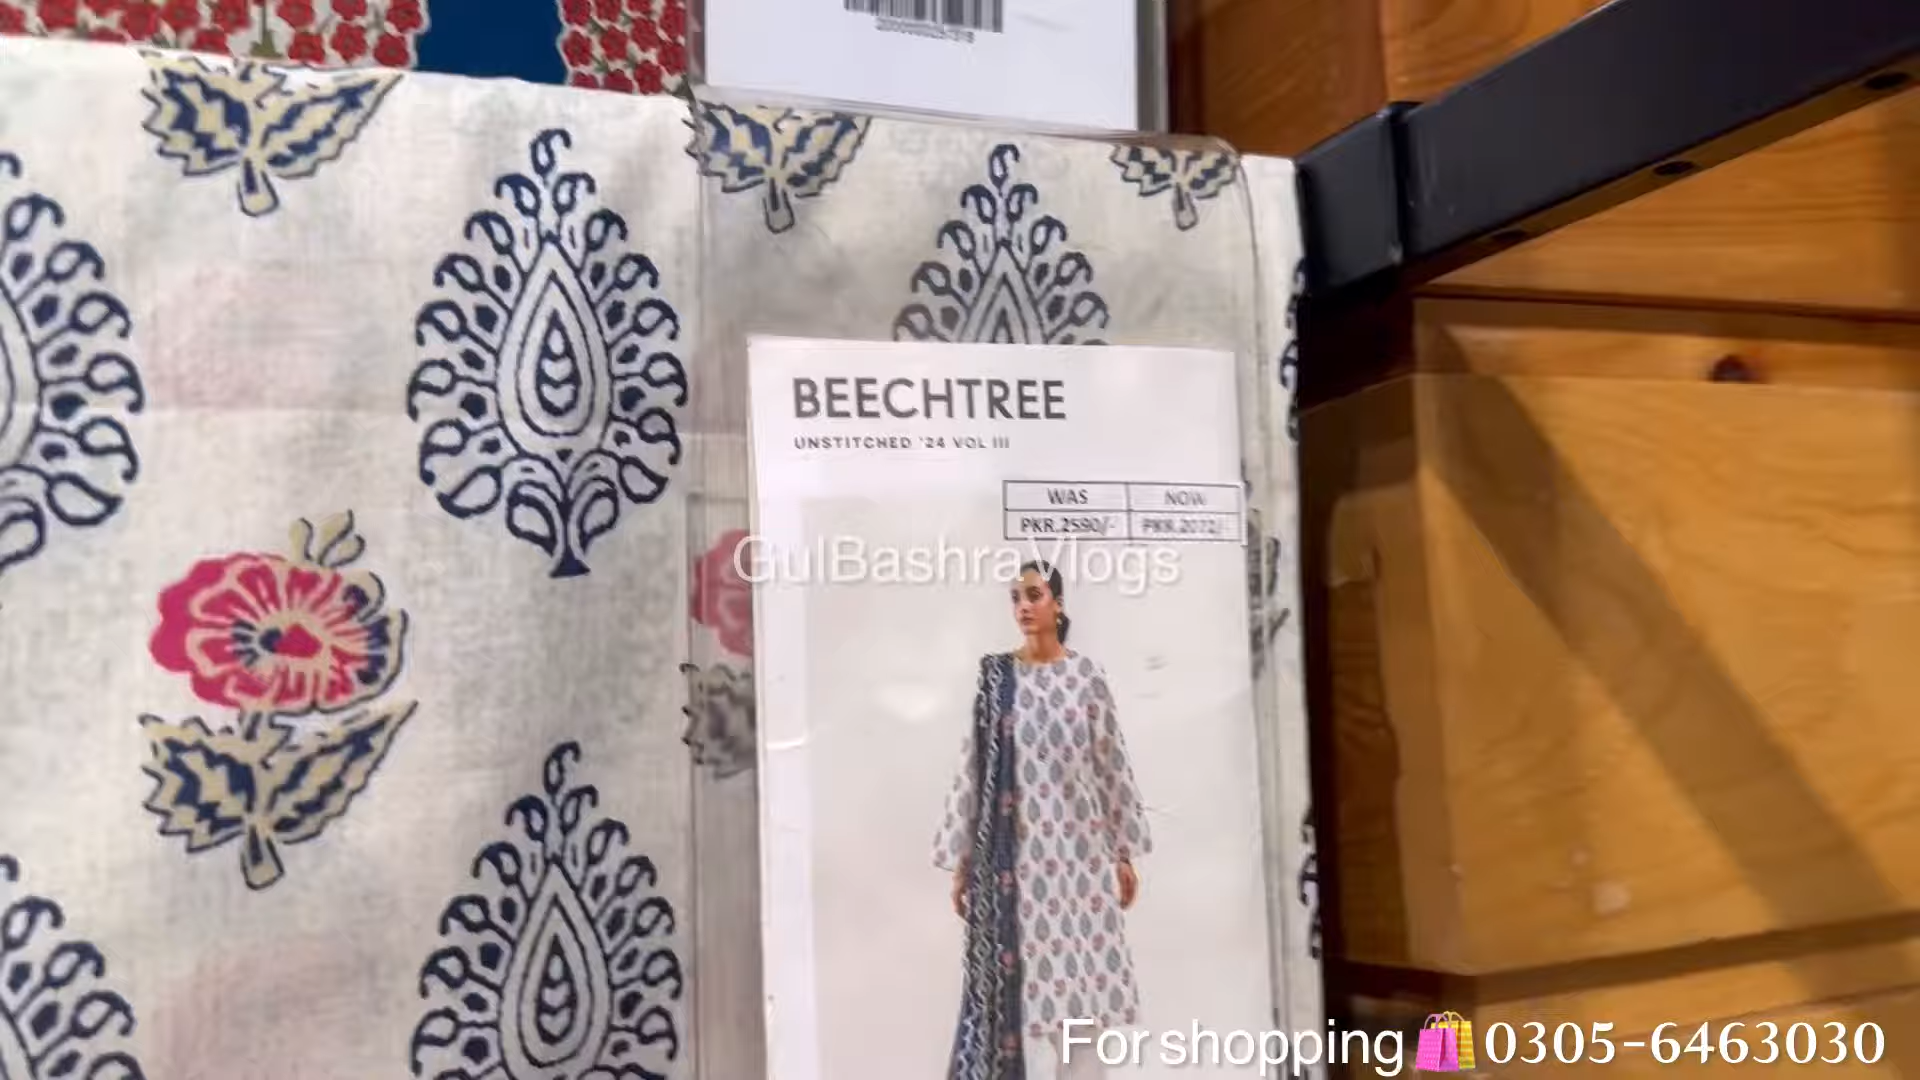 BEECHTREE
UNSTITCHED '24 VOL III
WAS NOW
PKR.2590/- PKR.2072/-
GulBashraVlogs
For shopping 🛍️0305-6463030